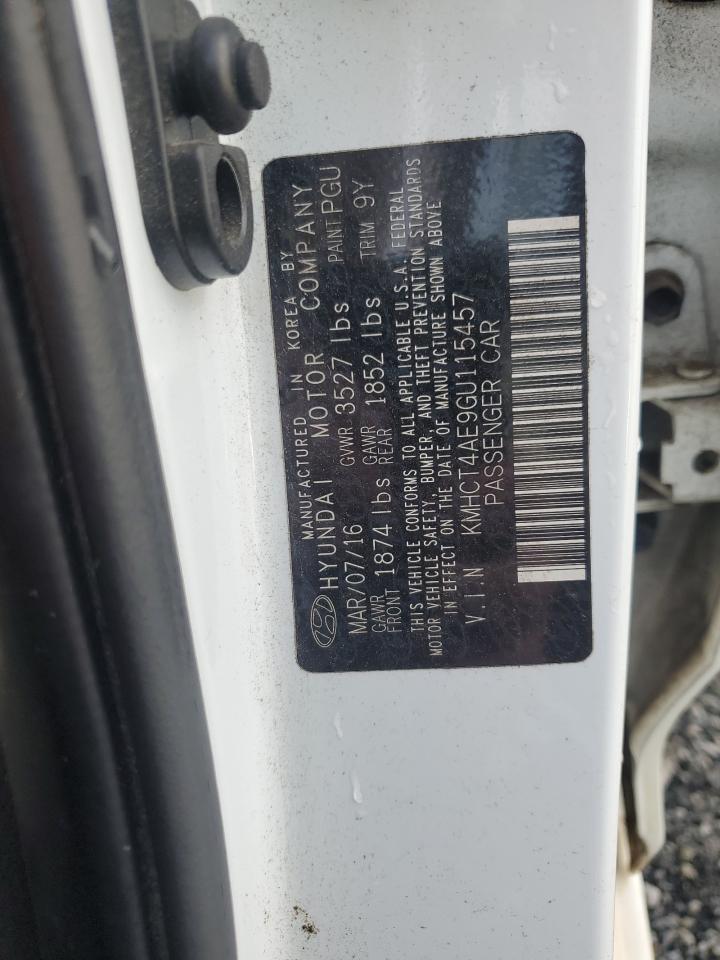 MANUFACTURED IN KOREA BY
HYUNDAI MOTOR COMPANY
MAR/07/16 GVWR 3527 lbs PAINT PGU
GAWR FRONT 1874 lbs GAWR REAR 1852 lbs TRIM 9Y
THIS VEHICLE CONFORMS TO ALL APPLICABLE U.S.A. FEDERAL
MOTOR VEHICLE SAFETY, BUMPER, AND THEFT PREVENTION STANDARDS
IN EFFECT ON THE DATE OF MANUFACTURE SHOWN ABOVE
V.I.N KMHCT4AE9GU115457
PASSENGER CAR